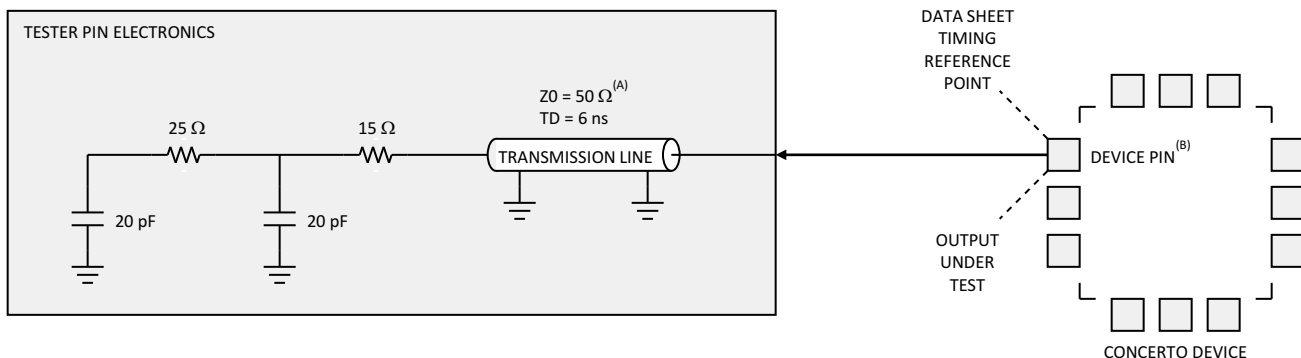 TESTER PIN ELECTRONICS
25 Ω
15 Ω
Z0 = 50 Ω(A)
TD = 6 ns
TRANSMISSION LINE
20 pF
20 pF
DATA SHEET
TIMING
REFERENCE
POINT
DEVICE PIN(B)
OUTPUT
UNDER
TEST
CONCERTO DEVICE